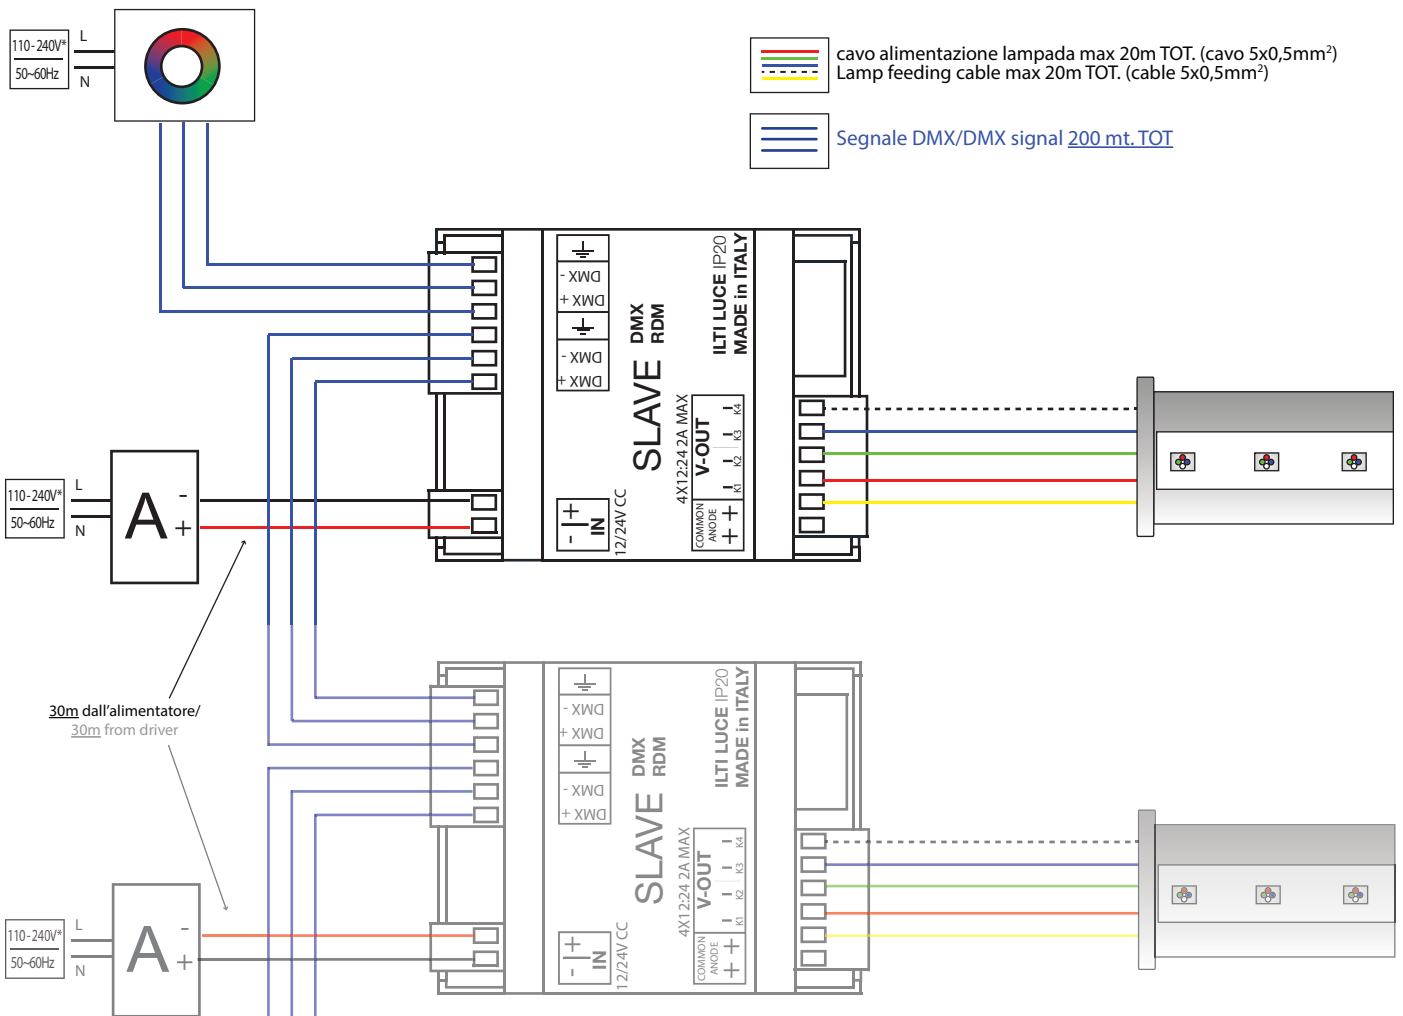 110-240V*
50~60Hz
L
N
cavo alimentazione lampada max 20m TOT. (cavo 5x0,5mm²)
Lamp feeding cable max 20m TOT. (cable 5x0,5mm²)
Segnale DMX/DMX signal 200 mt. TOT
DMX -
DMX +
DMX -
DMX +
SLAVE
DMX
RDM
ILTI LUCE IP20
MADE in ITALY
- +
IN
12/24V CC
4X12:24 2A MAX
V-OUT
K1 K2 K3 K4
COMMON
ANODE
+ +
110-240V*
50~60Hz
L
N
A
-
+
30m dall'alimentatore/
30m from driver
DMX -
DMX +
DMX -
DMX +
SLAVE
DMX
RDM
ILTI LUCE IP20
MADE in ITALY
- +
IN
12/24V CC
4X12:24 2A MAX
V-OUT
K1 K2 K3 K4
COMMON
ANODE
+ +
110-240V*
50~60Hz
L
N
A
-
+